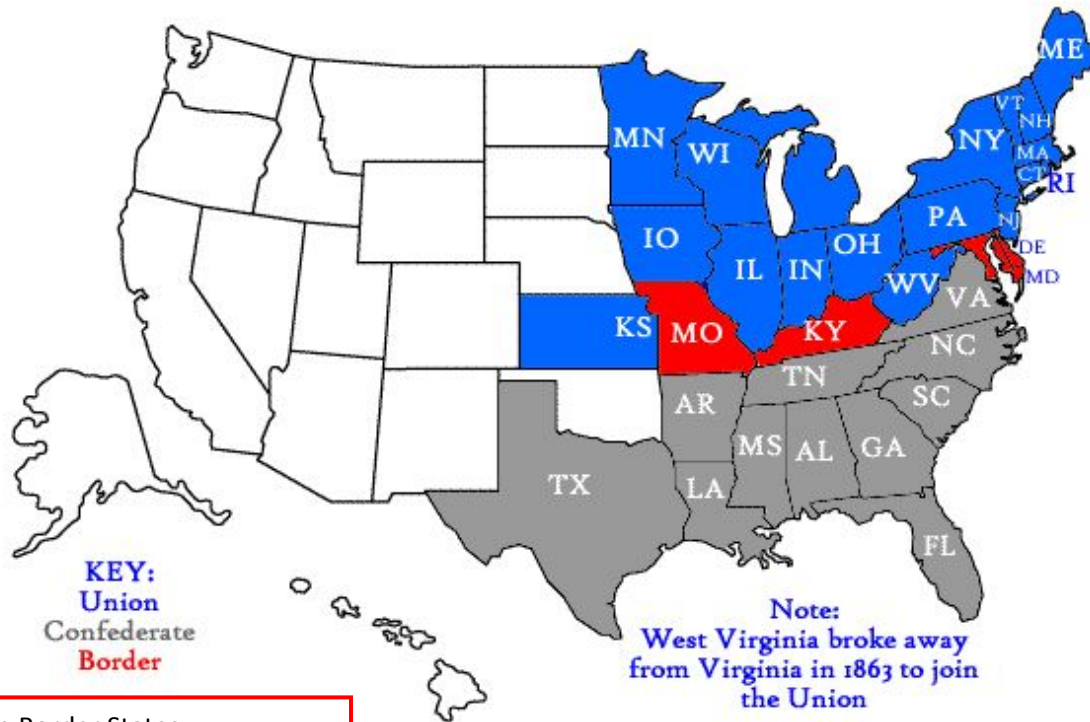 ME
VT
NH
MN
WI
NY
MA
CT
RI
IO
PA
NJ
OH
DE
IL
IN
WV
MD
VA
KS
MO
KY
NC
TN
AR
SC
MS
AL
GA
TX
LA
FL
KEY:
Union
Confederate
Border
Note:
West Virginia broke away
from Virginia in 1863 to join
the Union
Border States